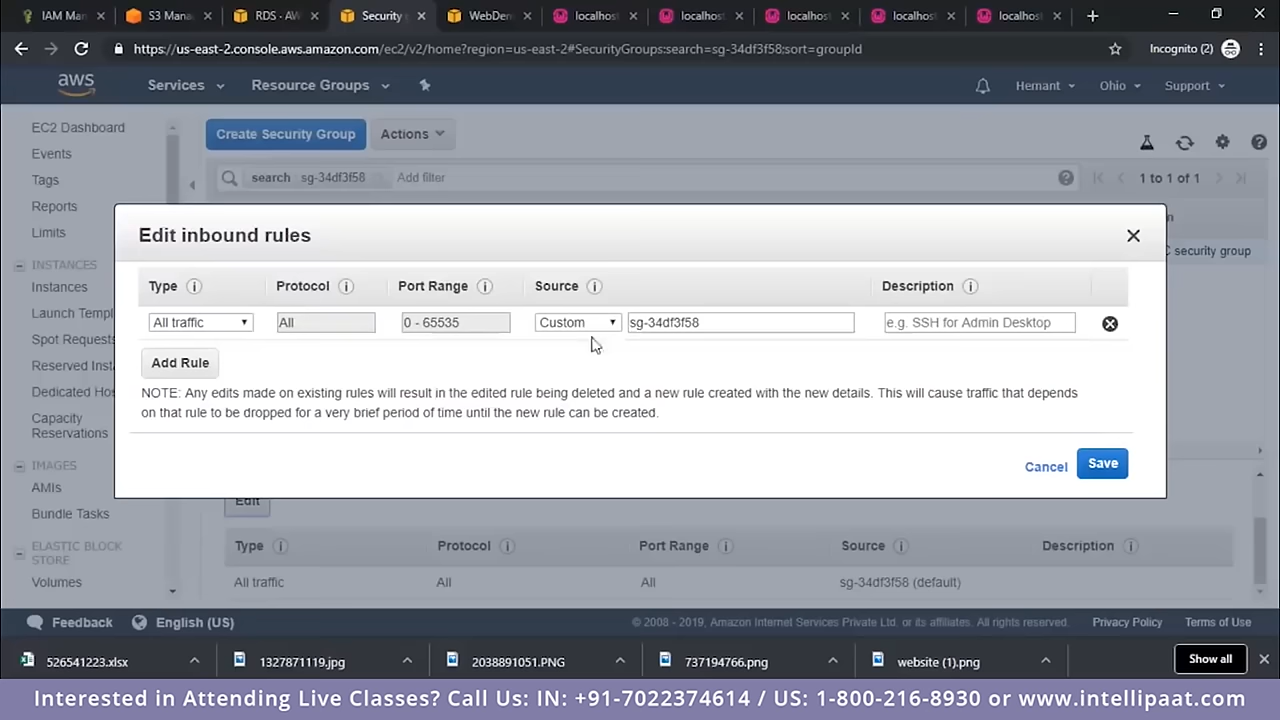 IAM Man
S3 Mana
RDS · AW
Security
WebDem
localhost
localhost
localhost
localhost
localhost
https://us-east-2.console.aws.amazon.com/ec2/v2/home?region=us-east-2#SecurityGroups:search=sg-34df3f58;sort=groupId
Incognito (2)
aws
Services
Resource Groups
Hemant
Ohio
Support
EC2 Dashboard
Events
Tags
Reports
Limits
INSTANCES
Instances
Launch Templ
Spot Requests
Reserved Inst
Dedicated Ho
Capacity
Reservations
IMAGES
AMIs
Bundle Tasks
ELASTIC BLOCK
STORE
Volumes
Create Security Group
Actions
search sg-34df3f58
Add filter
1 to 1 of 1
n
C security group
Edit inbound rules
Type Protocol Port Range Source Description
All traffic All 0 - 65535 Custom sg-34df3f58 e.g. SSH for Admin Desktop
Add Rule
NOTE: Any edits made on existing rules will result in the edited rule being deleted and a new rule created with the new details. This will cause traffic that depends
on that rule to be dropped for a very brief period of time until the new rule can be created.
Cancel
Save
Edit
Type Protocol Port Range Source Description
All traffic All All sg-34df3f58 (default)
Feedback
English (US)
© 2008 - 2019, Amazon Internet Services Private Ltd. or its affiliates. All rights reserved.
Privacy Policy
Terms of Use
526541223.xlsx
1327871119.jpg
2038891051.PNG
737194766.png
website (1).png
Show all
Interested in Attending Live Classes? Call Us: IN: +91-7022374614 / US: 1-800-216-8930 or www.intellipaat.com